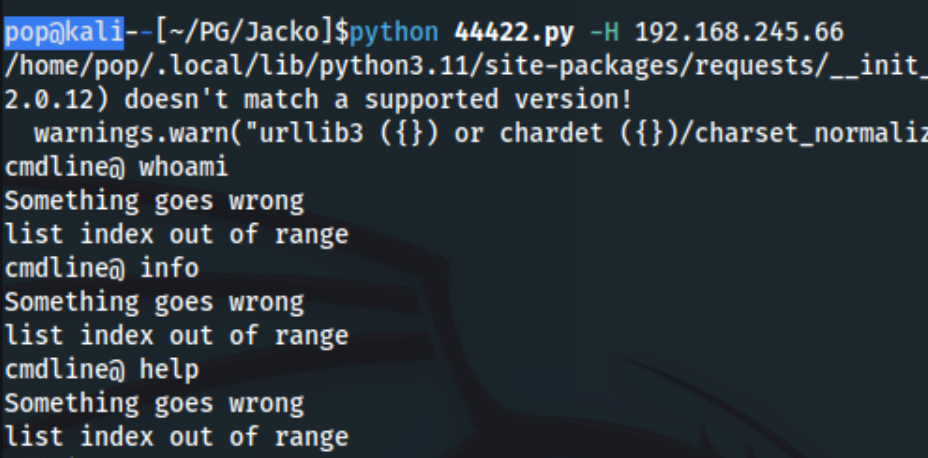 pop@kali--[~/PG/Jacko]$python 44422.py -H 192.168.245.66
/home/pop/.local/lib/python3.11/site-packages/requests/__init_
2.0.12) doesn't match a supported version!
  warnings.warn("urllib3 ({}) or chardet ({})/charset_normaliz
cmdline@ whoami
Something goes wrong
list index out of range
cmdline@ info
Something goes wrong
list index out of range
cmdline@ help
Something goes wrong
list index out of range